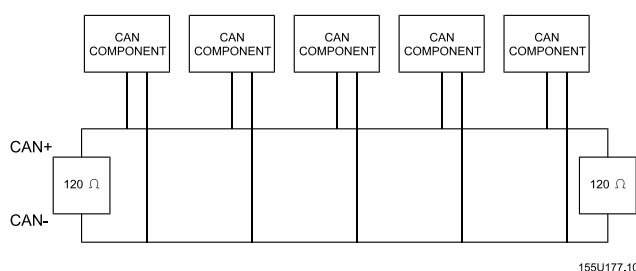 CAN
COMPONENT
CAN
COMPONENT
CAN
COMPONENT
CAN
COMPONENT
CAN
COMPONENT
CAN+
120 Ω
120 Ω
CAN-
155U177.10